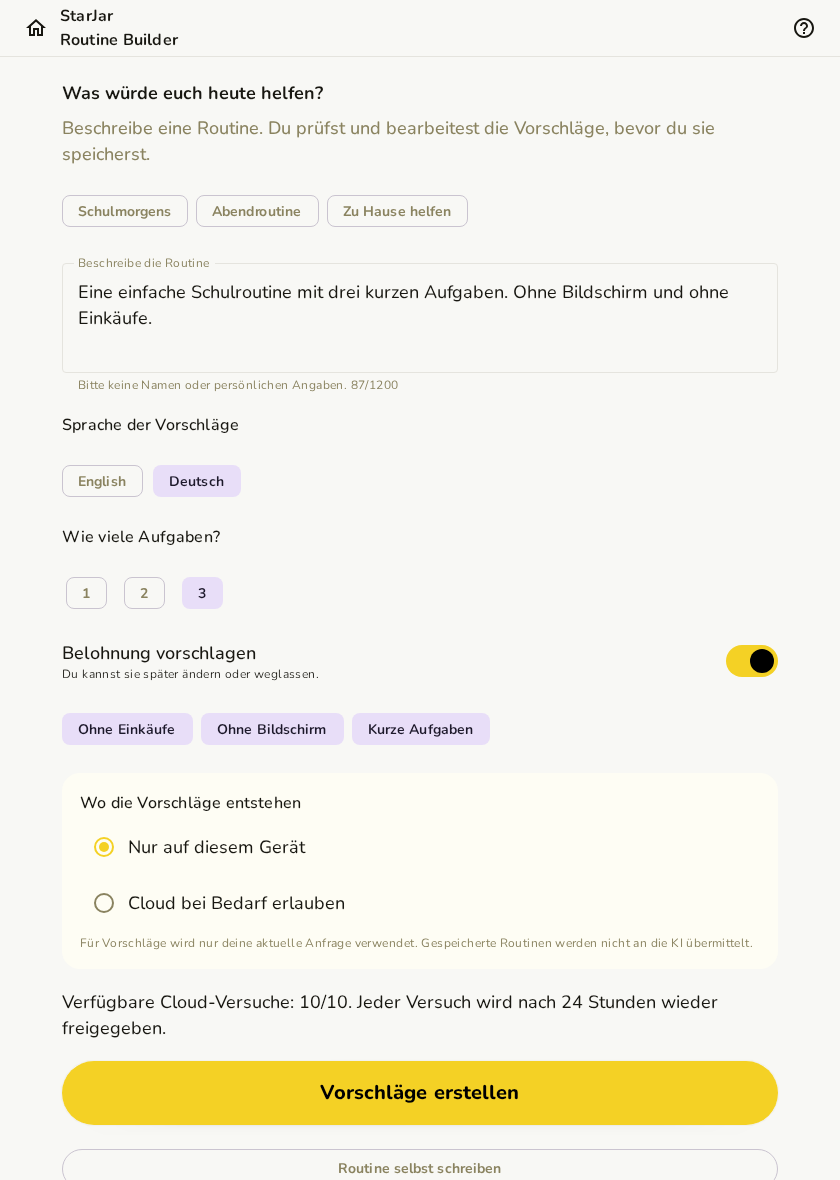 StarJar
Routine Builder
Was würde euch heute helfen?
Beschreibe eine Routine. Du prüfst und bearbeitest die Vorschläge, bevor du sie
speicherst.
Schulmorgens
Abendroutine
Zu Hause helfen
Beschreibe die Routine
Eine einfache Schulroutine mit drei kurzen Aufgaben. Ohne Bildschirm und ohne
Einkäufe.
Bitte keine Namen oder persönlichen Angaben. 87/1200
Sprache der Vorschläge
English
Deutsch
Wie viele Aufgaben?
1
2
3
Belohnung vorschlagen
Du kannst sie später ändern oder weglassen.
Ohne Einkäufe
Ohne Bildschirm
Kurze Aufgaben
Wo die Vorschläge entstehen
Nur auf diesem Gerät
Cloud bei Bedarf erlauben
Für Vorschläge wird nur deine aktuelle Anfrage verwendet. Gespeicherte Routinen werden nicht an die KI übermittelt.
Verfügbare Cloud-Versuche: 10/10. Jeder Versuch wird nach 24 Stunden wieder
freigegeben.
Vorschläge erstellen
Routine selbst schreiben